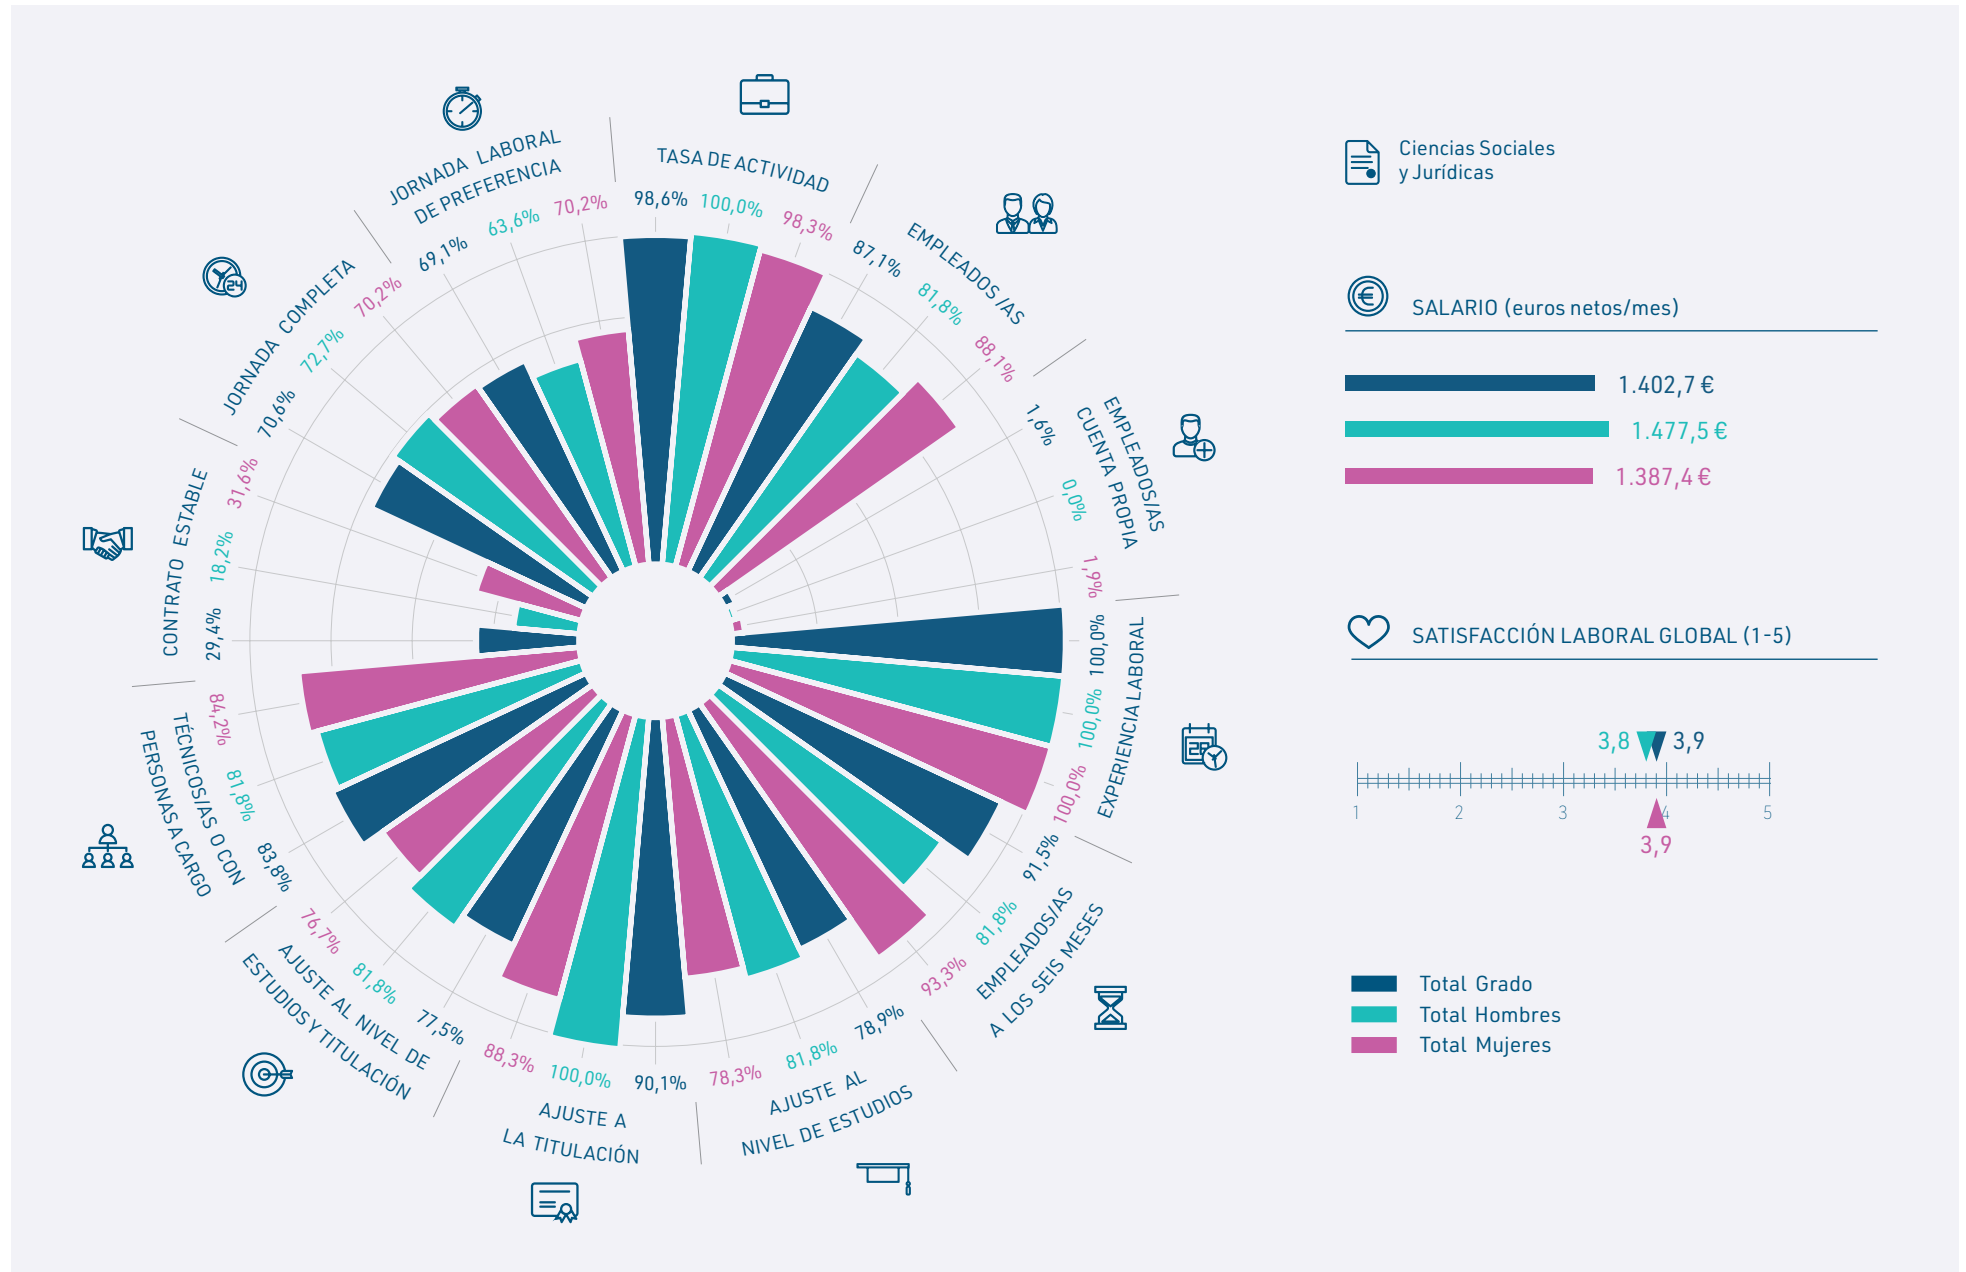 TASA DE ACTIVIDAD
98,6%
100,0%
98,3%
EMPLEADOS /AS
87,1%
81,8%
88,1%
EMPLEADOS/AS
CUENTA PROPIA
1,6%
0,0%
1,9%
EXPERIENCIA LABORAL
100,0%
100,0%
100,0%
28
EMPLEADOS/AS
A LOS SEIS MESES
91,5%
81,8%
93,3%
AJUSTE AL
NIVEL DE ESTUDIOS
78,9%
81,8%
78,3%
AJUSTE A
LA TITULACIÓN
90,1%
100,0%
88,3%
AJUSTE AL NIVEL DE
ESTUDIOS Y TITULACIÓN
77,5%
81,8%
76,7%
TÉCNICOS/AS O CON
PERSONAS A CARGO
83,8%
81,8%
84,2%
CONTRATO ESTABLE
29,4%
18,2%
31,6%
JORNADA COMPLETA
70,6%
72,7%
70,2%
24
JORNADA LABORAL
DE PREFERENCIA
69,1%
63,6%
70,2%
Ciencias Sociales
y Jurídicas
€
SALARIO (euros netos/mes)
1.402,7 €
1.477,5 €
1.387,4 €
SATISFACCIÓN LABORAL GLOBAL (1-5)
3,8 3,9
1 2 3 4 5
3,9
Total Grado
Total Hombres
Total Mujeres